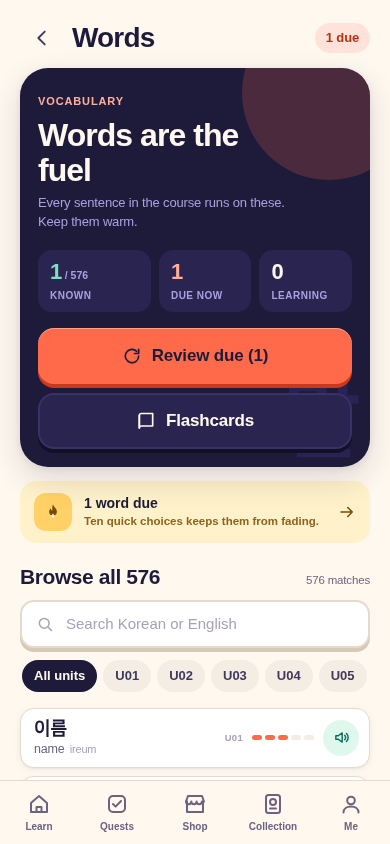 Words
1 due
VOCABULARY
Words are the
fuel
Every sentence in the course runs on these.
Keep them warm.
1 / 576
KNOWN
1
DUE NOW
0
LEARNING
Review due (1)
Flashcards
1 word due
Ten quick choices keeps them from fading.
Browse all 576
576 matches
Search Korean or English
All units
U01
U02
U03
U04
U05
이름
name ireum
U01
Learn
Quests
Shop
Collection
Me